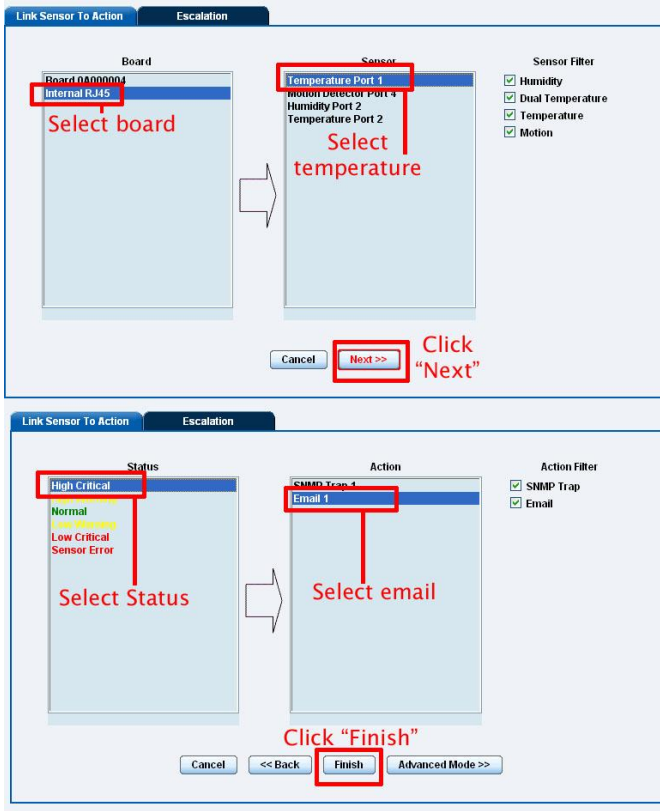 Link Sensor To Action Escalation
Board Sensor Sensor Filter
Board 0A000004
Internal RJ45
Select board
Temperature Port 1
Motion Detector Port 4
Humidity Port 2
Temperature Port 2
Select
temperature
Humidity
Dual Temperature
Temperature
Motion
Cancel Next >>
Click
“Next”
Link Sensor To Action Escalation
Status Action Action Filter
High Critical
Normal
Low Warning
Low Critical
Sensor Error
Select Status
SNMP Trap 1
Email 1
Select email
SNMP Trap
Email
Click “Finish”
Cancel << Back Finish Advanced Mode >>